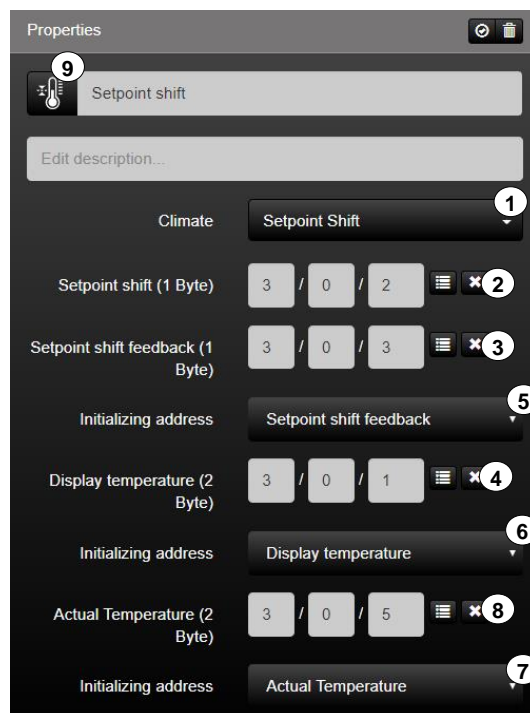 Properties
9
Setpoint shift
Edit description...
1
Climate Setpoint Shift
Setpoint shift (1 Byte) 3 / 0 / 2 2
Setpoint shift feedback (1 Byte) 3 / 0 / 3 3
5
Initializing address Setpoint shift feedback
Display temperature (2 Byte) 3 / 0 / 1 4
6
Initializing address Display temperature
Actual Temperature (2 Byte) 3 / 0 / 5 8
7
Initializing address Actual Temperature